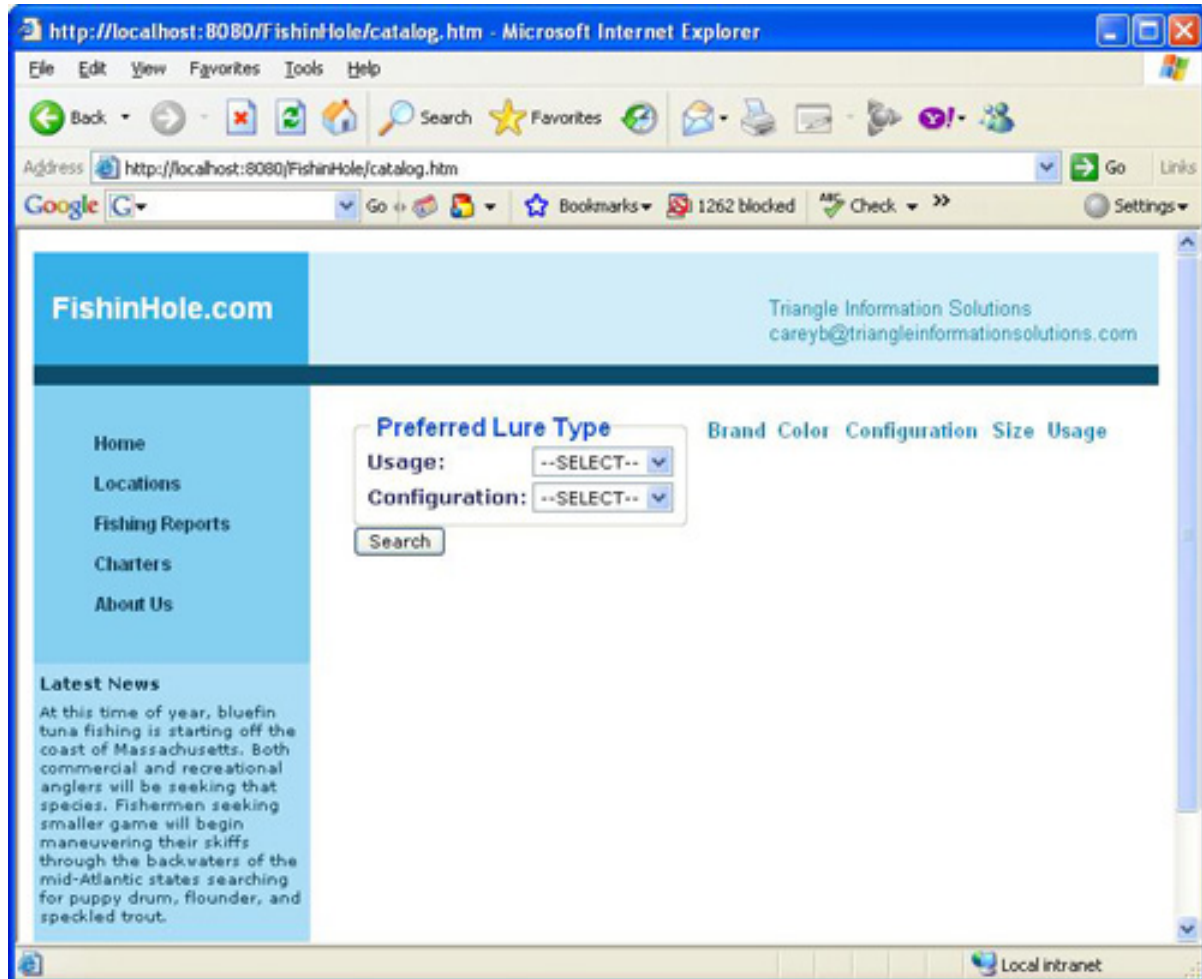 http://localhost:8080/FishinHole/catalog.htm - Microsoft Internet Explorer
File Edit View Favorites Tools Help
Back Search Favorites
Address http://localhost:8080/FishinHole/catalog.htm Go Links
Google G Go Bookmarks 1262 blocked ABC Check >> Settings
FishinHole.com
Triangle Information Solutions
careyb@triangleinformationsolutions.com
Home
Locations
Fishing Reports
Charters
About Us
Preferred Lure Type
Usage: --SELECT--
Configuration: --SELECT--
Search
Brand Color Configuration Size Usage
Latest News
At this time of year, bluefin
tuna fishing is starting off the
coast of Massachusetts. Both
commercial and recreational
anglers will be seeking that
species. Fishermen seeking
smaller game will begin
maneuvering their skiffs
through the backwaters of the
mid-Atlantic states searching
for puppy drum, flounder, and
speckled trout.
Local intranet